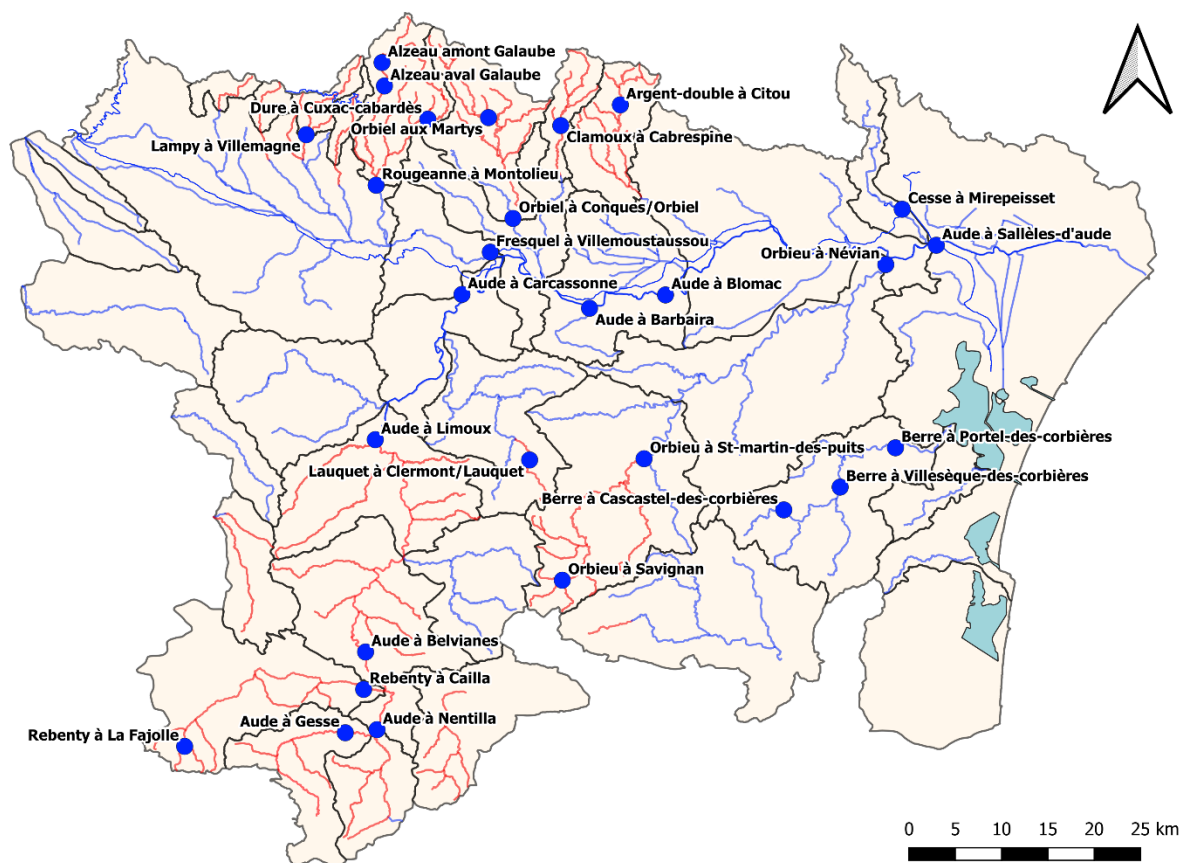 Alzeau amont Galaube
Alzeau aval Galaube
Argent-double à Citou
Dure à Cuxac-cabardès
Orbiel aux Martys
Clamoux à Cabrespine
Lampy à Villemagne
Rougeanne à Montolieu
Cesse à Mirepeisset
Orbiel à Conques/Orbiel
Aude à Sallèles-d'aude
Fresquel à Villemoustaussou
Orbieu à Névian
Aude à Carcassonne
Aude à Blomac
Aude à Barbaira
Aude à Limoux
Berre à Portel-des-corbières
Orbieu à St-martin-des-puits
Lauquet à Clermont/Lauquet
Berre à Villesèque-des-corbières
Berre à Cascastel-des-corbières
Orbieu à Savignan
Aude à Belvianes
Rebenty à Cailla
Aude à Gesse
Aude à Nentilla
Rebenty à La Fajolle
0 5 10 15 20 25 km